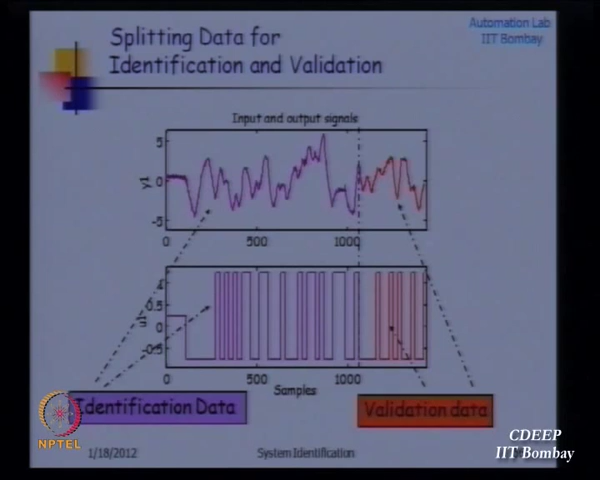 Automation Lab
IIT Bombay
Splitting Data for
Identification and Validation
Input and output signals
y1
5
0
-5
0
500
1000
u1
0.5
0
-0.5
0
500
1000
Samples
Identification Data
Validation data
NPTEL
1/18/2012
System Identification
CDEEP
IIT Bombay